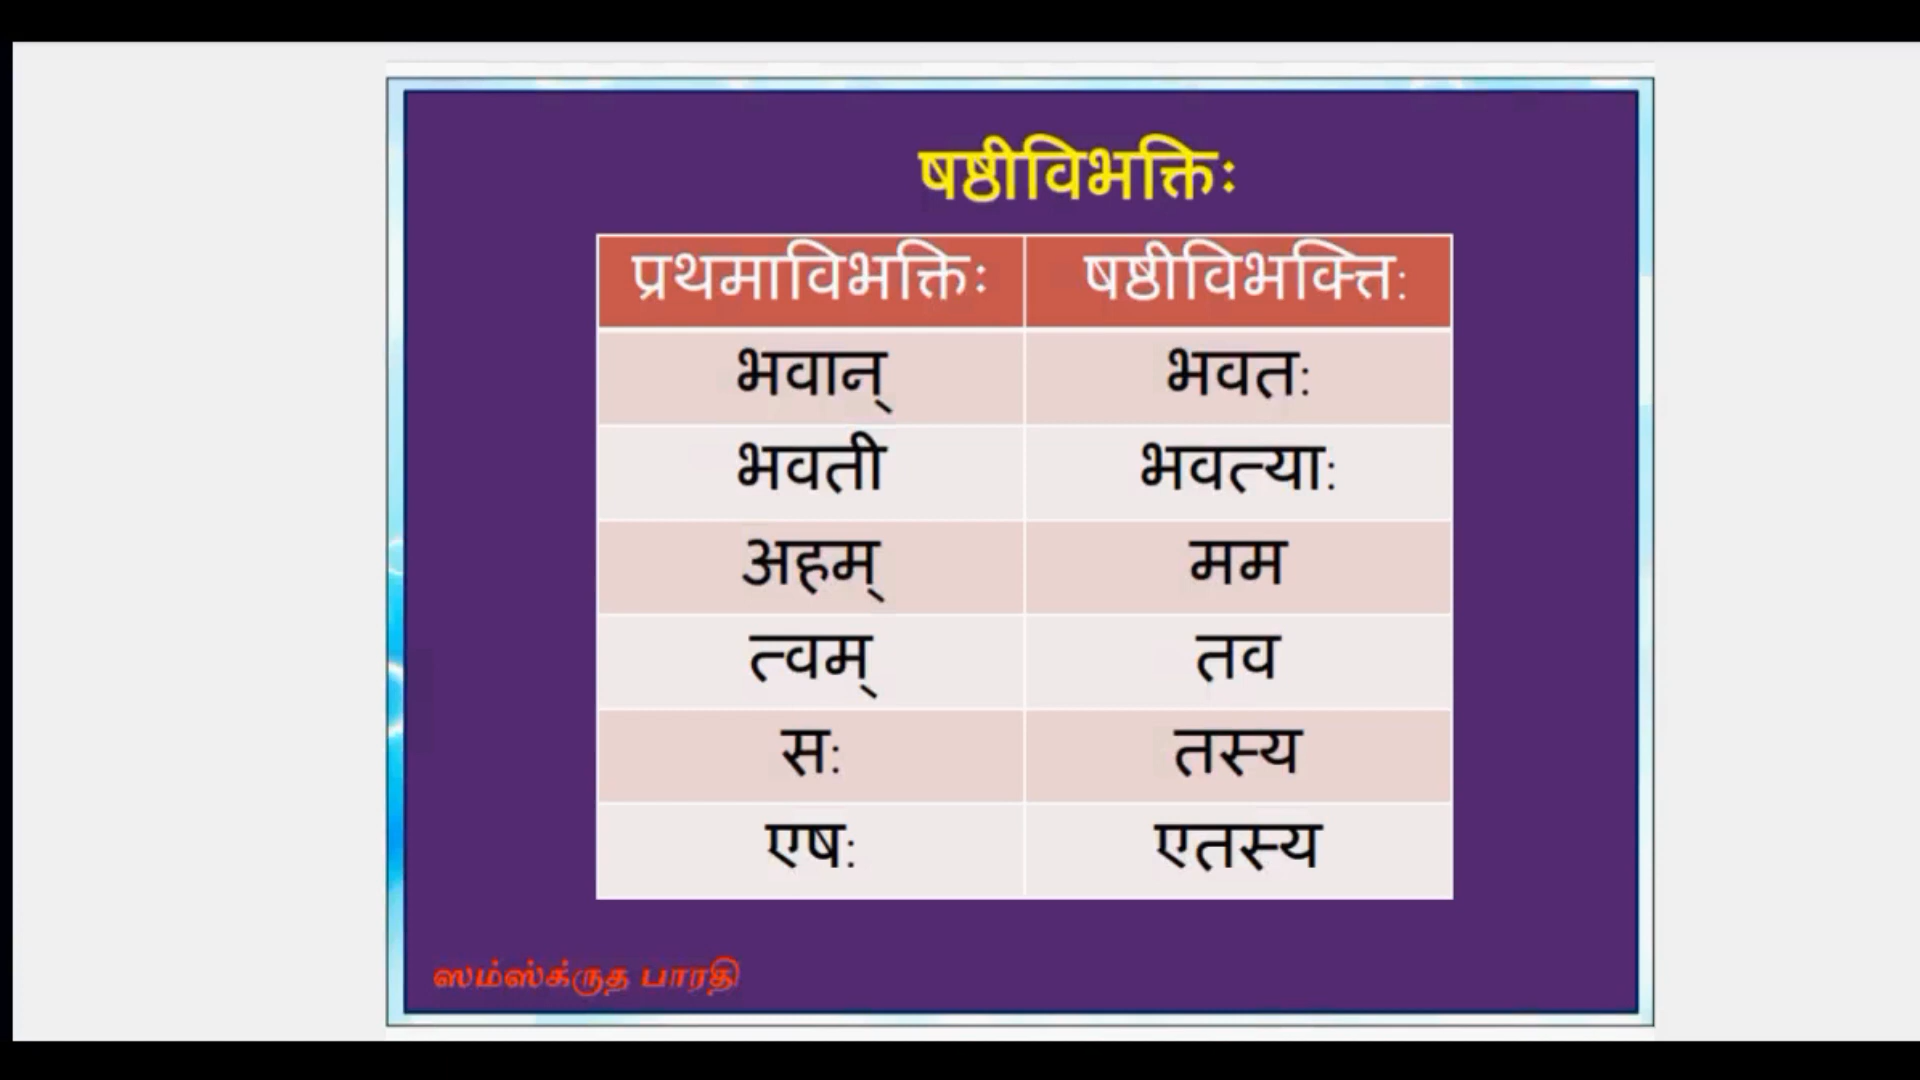 षष्ठीविभक्तिः
प्रथमाविभक्तिः षष्ठीविभक्तिः
भवान् भवतः
भवती भवत्याः
अहम् मम
त्वम् तव
सः तस्य
एषः एतस्य
ஸம்ஸ்க்ருத பாரதி